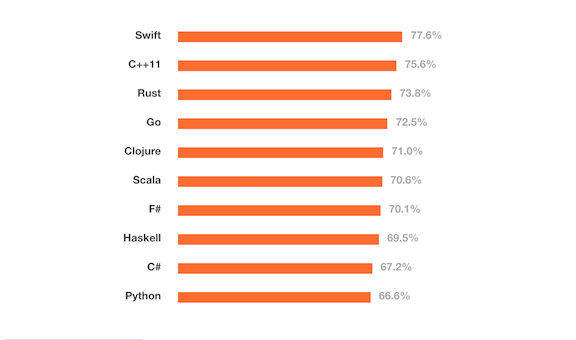 Swift 77.6%
C++11 75.6%
Rust 73.8%
Go 72.5%
Clojure 71.0%
Scala 70.6%
F# 70.1%
Haskell 69.5%
C# 67.2%
Python 66.6%